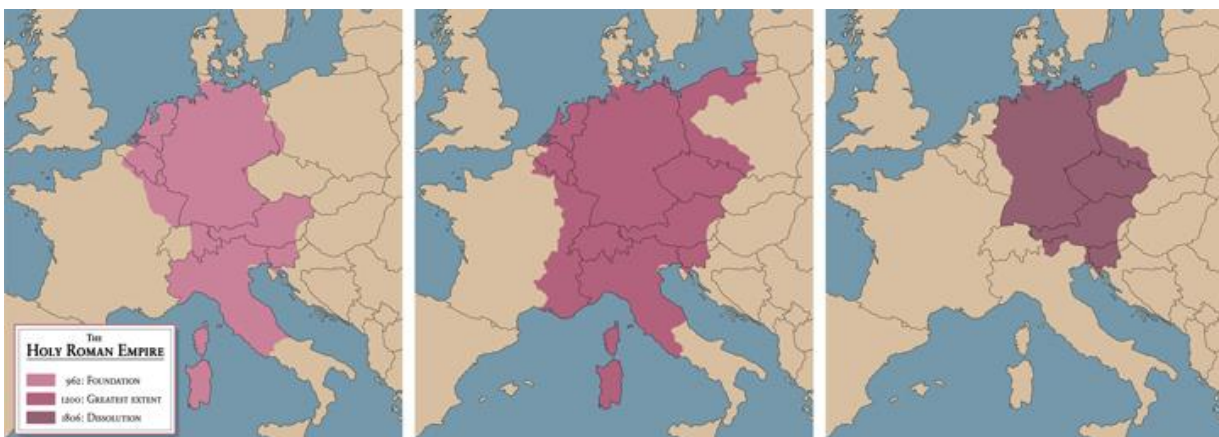 The
Holy Roman Empire
962: Foundation
1200: Greatest extent
1806: Dissolution